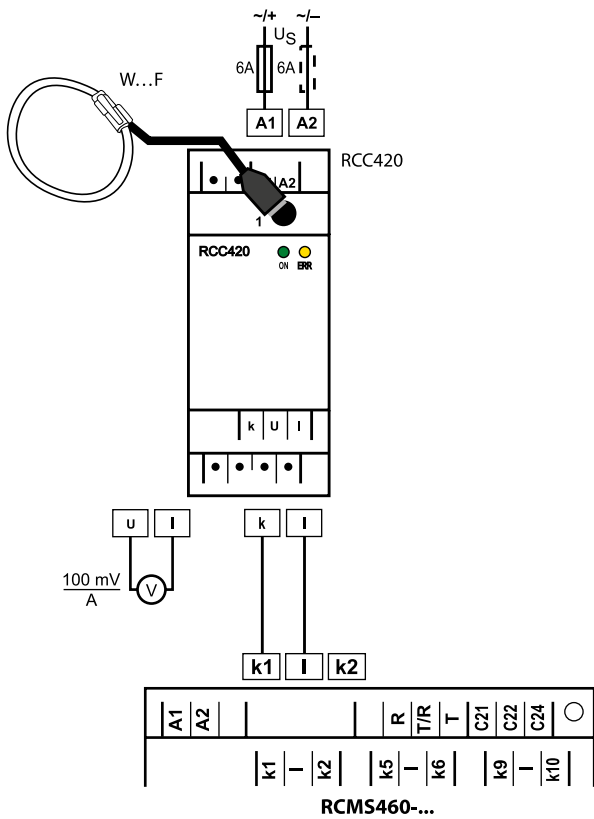 ~/+ ~/–
U_S
6A 6A
W...F
A1 A2
RCC420
A2
1
RCC420
ON ERR
k U l
U l k l
100 mV
A
V
k1 l k2
A1 A2 R T/R T C21 C22 C24
k1 l k2 k5 l k6 k9 l k10
RCMS460-...